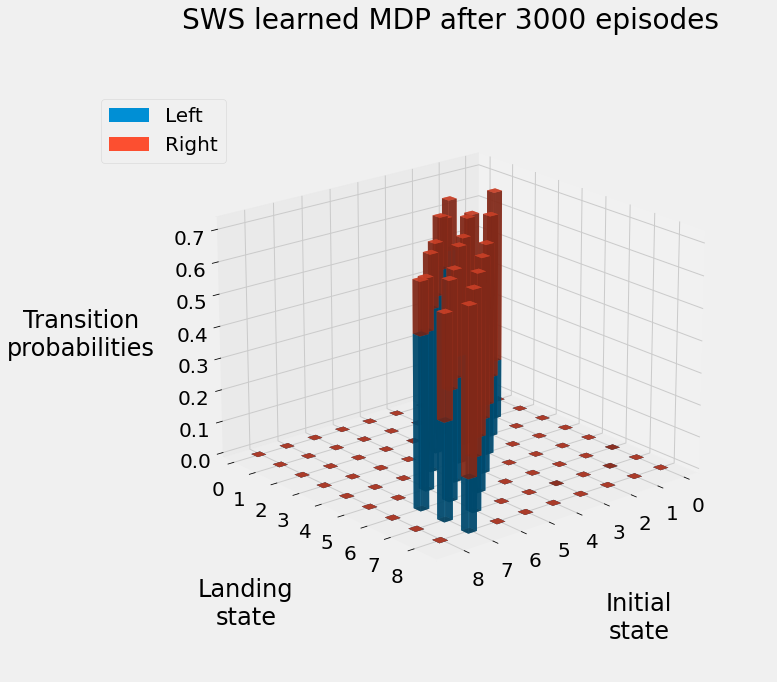 SWS learned MDP after 3000 episodes
Left
Right
0.7
0.6
0.5
0.4
0.3
0.2
0.1
0.0
Transition
probabilities
0
1
2
3
4
5
6
7
8
Landing
state
8
7
6
5
4
3
2
1
0
Initial
state